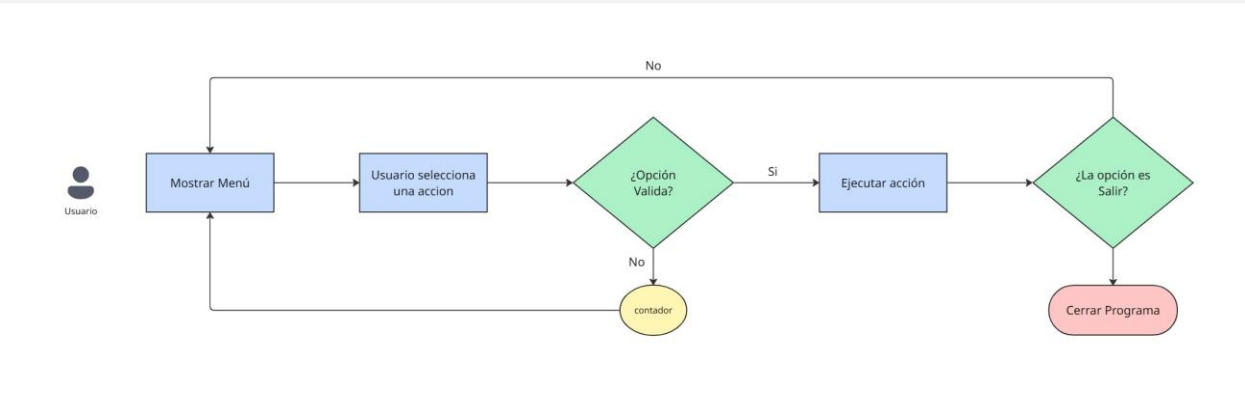 No
Usuario
Mostrar Menú
Usuario selecciona
una accion
¿Opción
Valida?
Si
Ejecutar acción
¿La opción es
Salir?
No
contador
Cerrar Programa